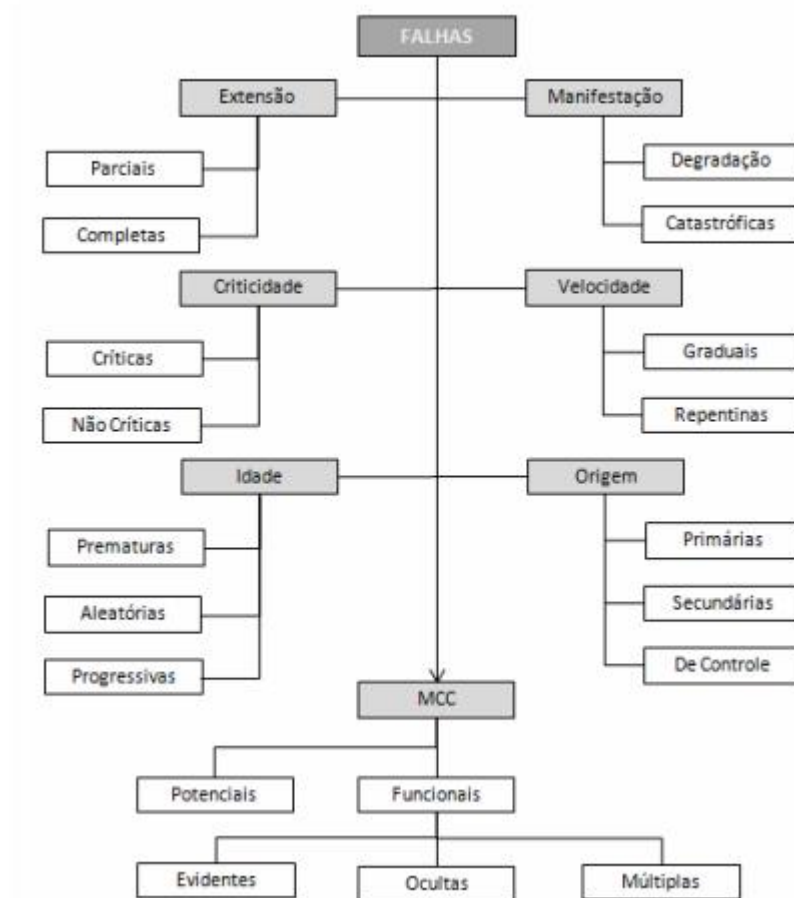 FALHAS
Extensão
Manifestação
Parciais
Degradação
Completas
Catastróficas
Criticidade
Velocidade
Críticas
Graduais
Não Críticas
Repentinas
Idade
Origem
Prematuras
Primárias
Aleatórias
Secundárias
Progressivas
De Controle
MCC
Potenciais
Funcionais
Evidentes
Ocultas
Múltiplas